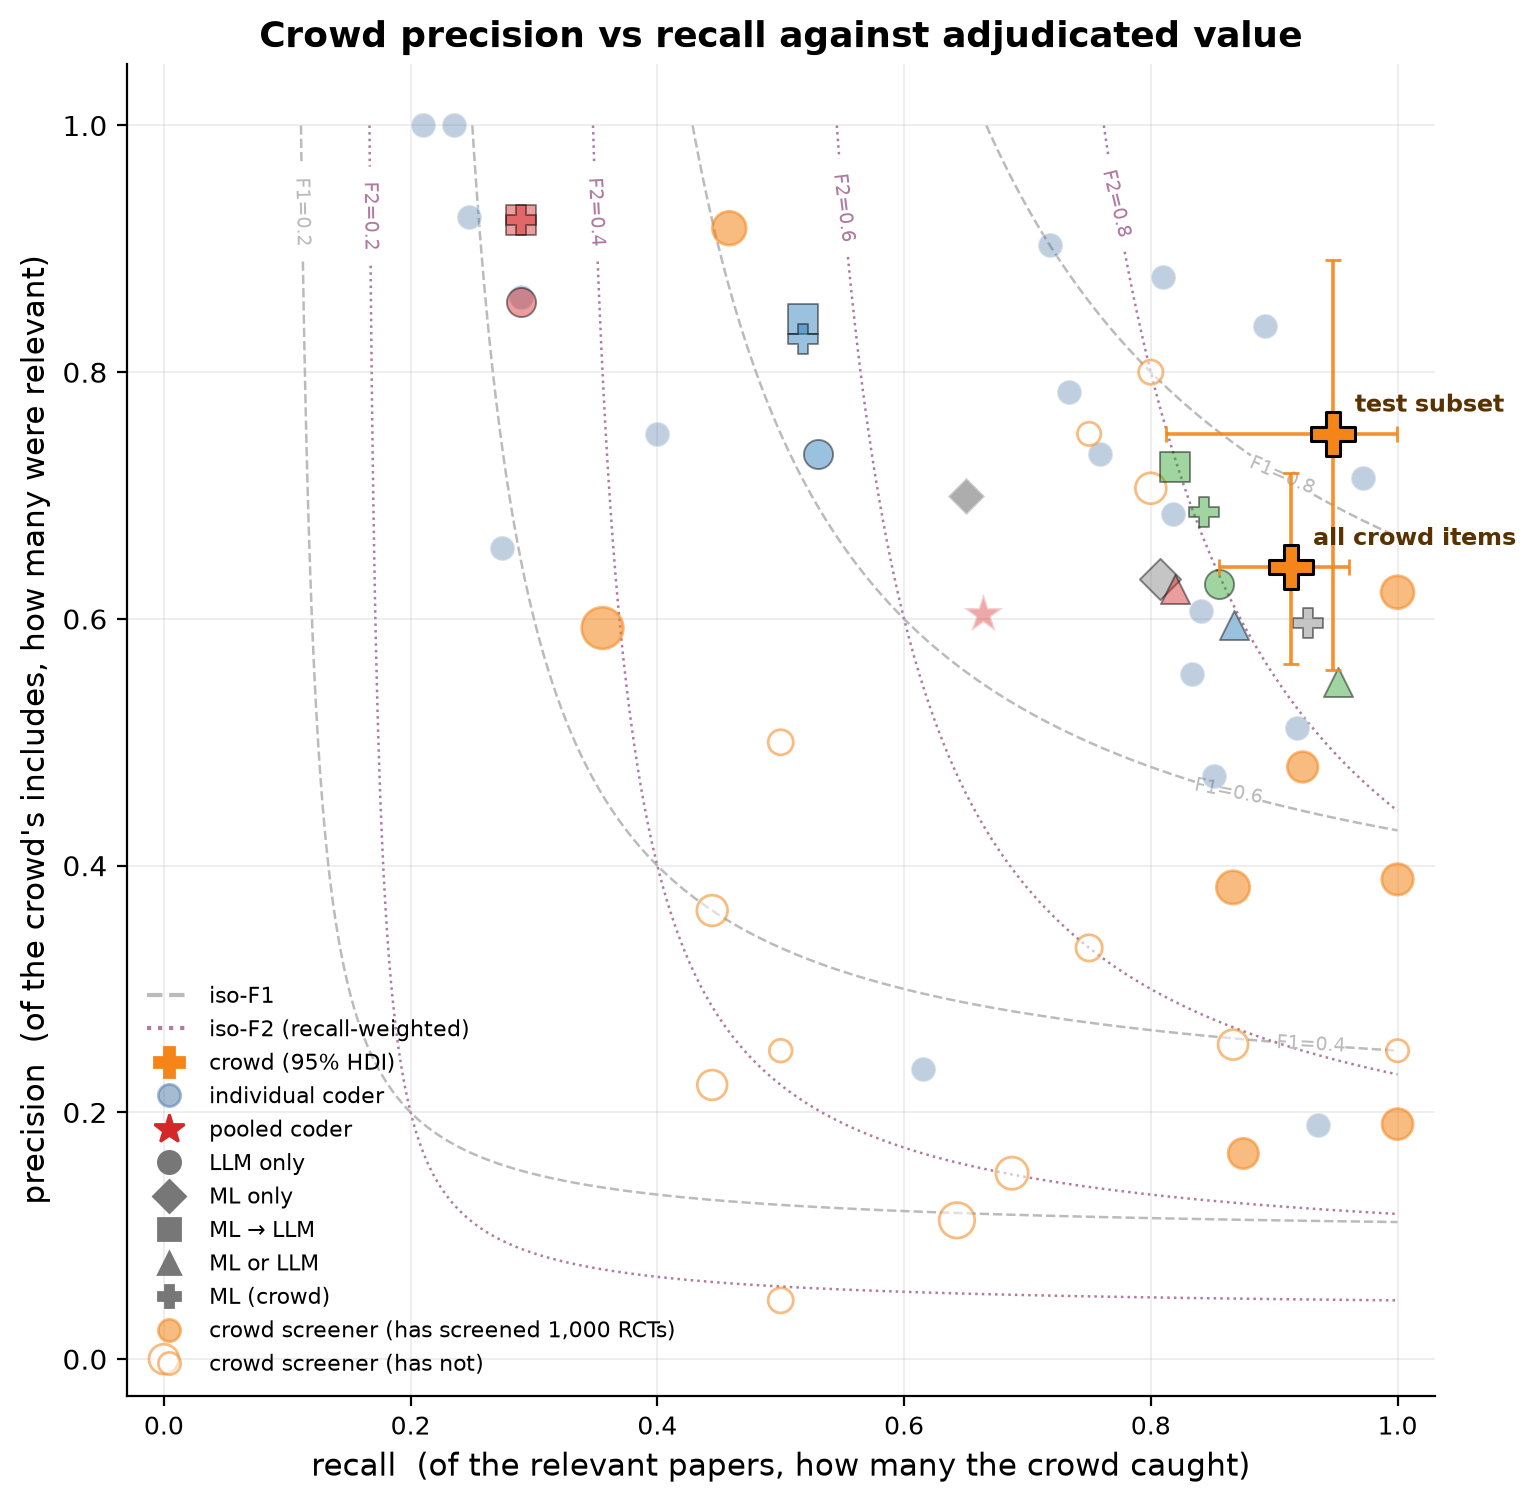 Crowd precision vs recall against adjudicated value
precision  (of the crowd's includes, how many were relevant)
1.0
0.8
0.6
0.4
0.2
0.0
F1=0.2
F2=0.2
F2=0.4
F2=0.6
F2=0.8
test subset
F1=0.8
all crowd items
F1=0.6
F1=0.4
iso-F1
iso-F2 (recall-weighted)
crowd (95% HDI)
individual coder
pooled coder
LLM only
ML only
ML → LLM
ML or LLM
ML (crowd)
crowd screener (has screened 1,000 RCTs)
crowd screener (has not)
0.0
0.2
0.4
0.6
0.8
1.0
recall  (of the relevant papers, how many the crowd caught)